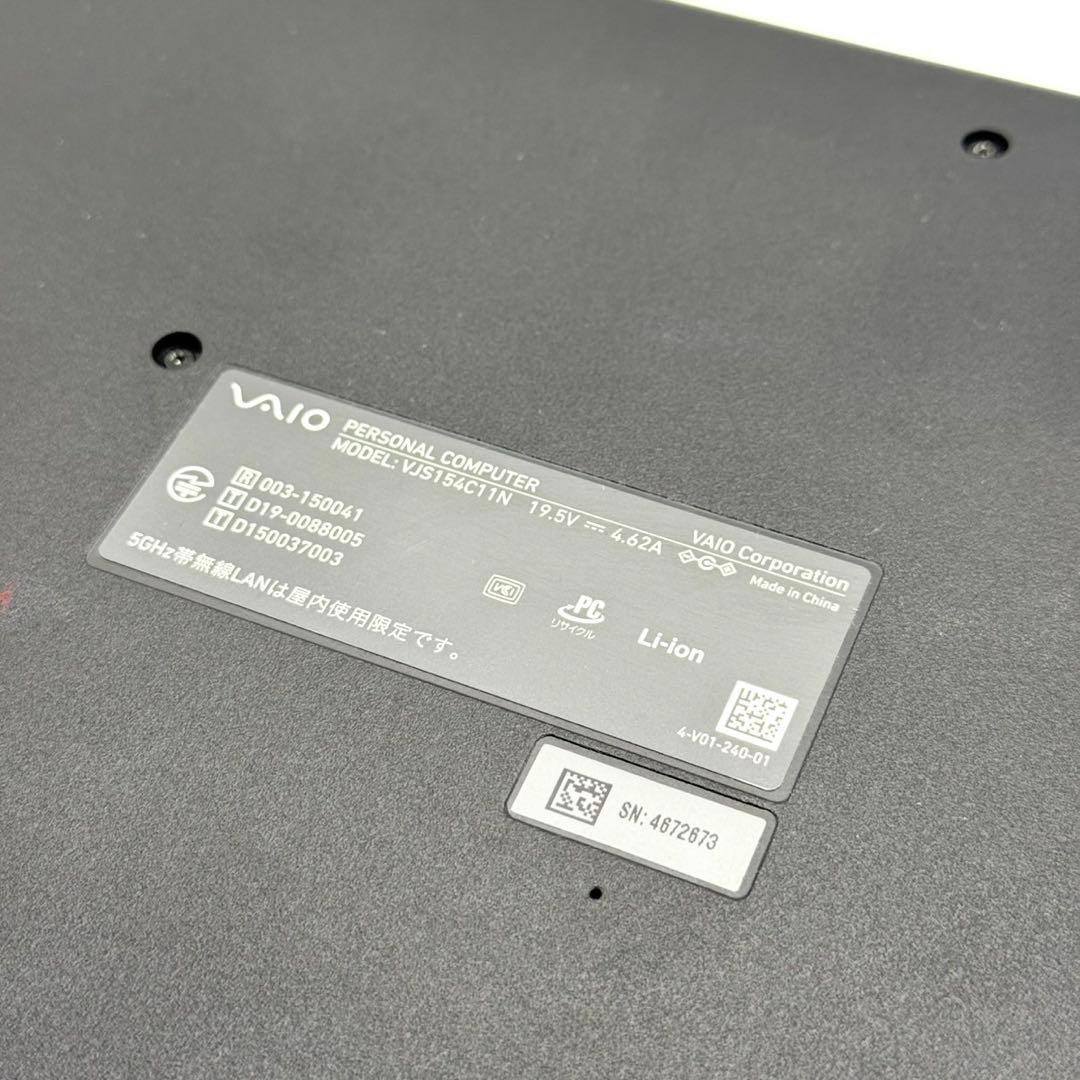 VAIO
PERSONAL COMPUTER
MODEL: VJS154C11N 19.5V 4.62A
VAIO Corporation
Made in China
R 003-150041
T D19-0088005
T D150037003
5GHz帯無線LANは屋内使用限定です。
VCI
PC
リサイクル
Li-ion
4-V01-240-01
SN: 4672673